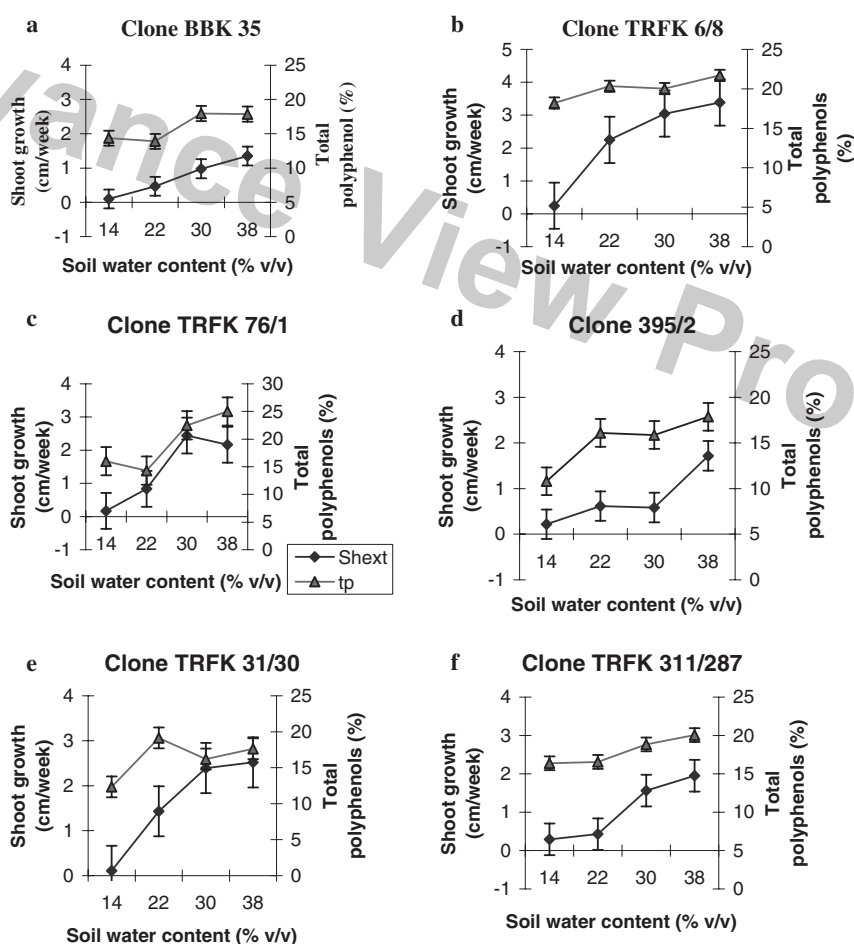 a
Clone BBK 35
4
3
2
1
0
-1
25
20
15
10
5
0
14 22 30 38
Shoot growth
(cm/week)
Total
polyphenol (%)
Soil water content (% v/v)
b
Clone TRFK 6/8
5
4
3
2
1
0
-1
25
20
15
10
5
0
14 22 30 38
Shoot growth
(cm/week)
Total
polyphenols
(%)
Soil water content (% v/v)
c
Clone TRFK 76/1
4
3
2
1
0
-1
30
25
20
15
10
5
0
14 22 30 38
Shoot growth
(cm/week)
Total
polyphenols (%)
Soil water content (% v/v)
Shext
tp
d
Clone 395/2
4
3
2
1
0
-1
25
20
15
10
5
0
14 22 30 38
Shoot growth
(cm/week)
Total
polyphenols (%)
Soil water content (% v/v)
e
Clone TRFK 31/30
4
3
2
1
0
25
20
15
10
5
0
14 22 30 38
Shoot growth
(cm/week)
Total
polyphenols (%)
Soil water content (% v/v)
f
Clone TRFK 311/287
4
3
2
1
0
-1
25
20
15
10
5
0
14 22 30 38
Shoot growth
(cm/week)
Total
polyphenols (%)
Soil water content (% v/v)
View